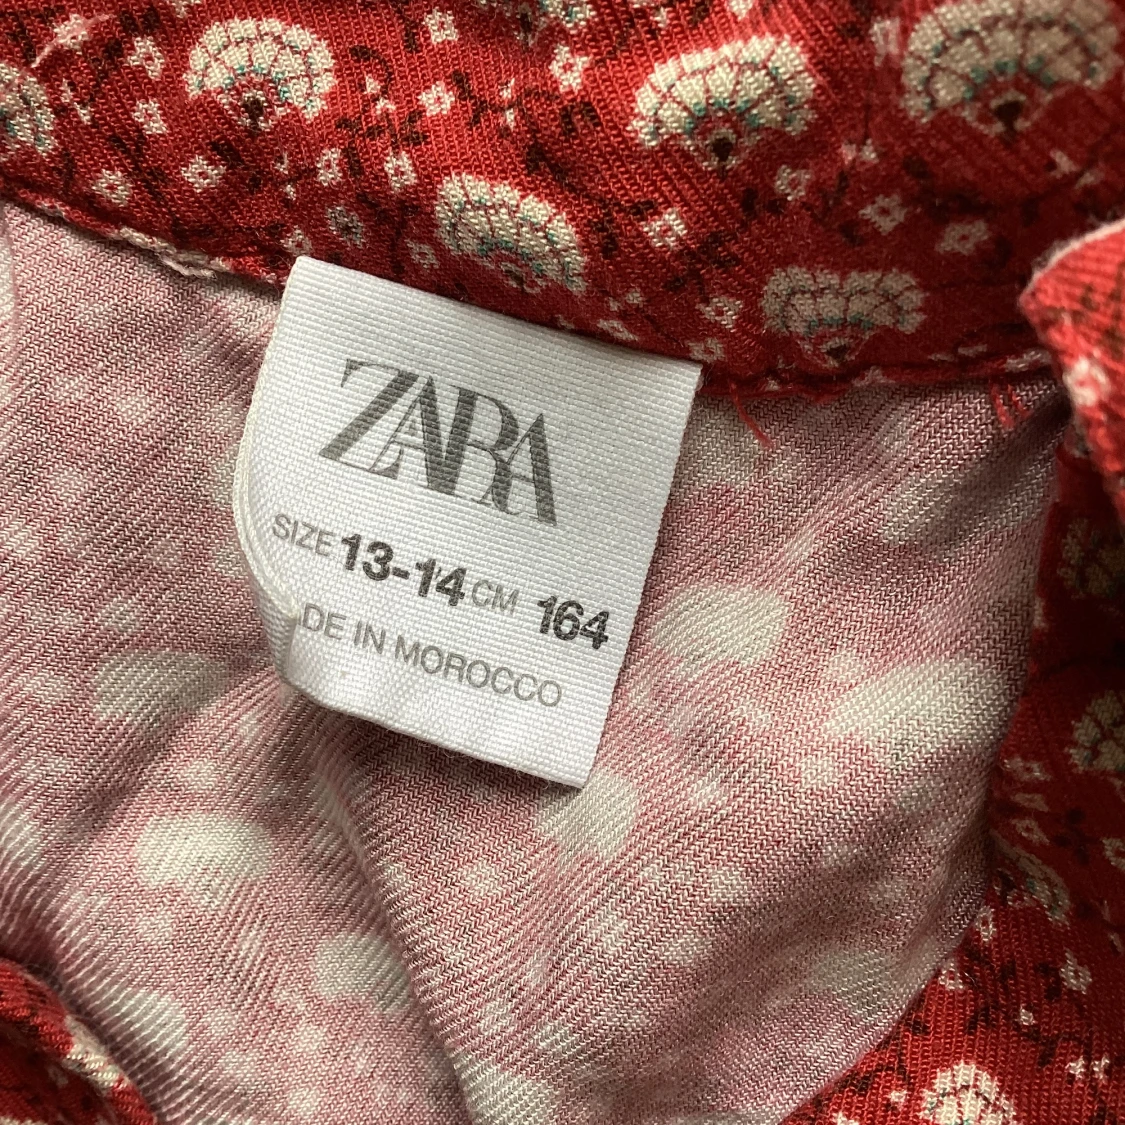 ZARA
SIZE 13-14 CM 164
DE IN MOROCCO